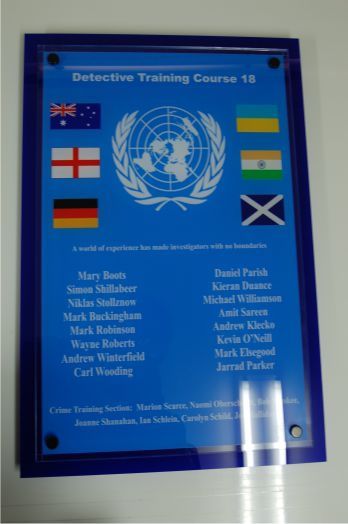 Detective Training Course 18
A world of experience has made investigators with no boundaries
Mary Boots
Simon Shillabeer
Niklas Stollznow
Mark Buckingham
Mark Robinson
Wayne Roberts
Andrew Winterfield
Carl Wooding
Daniel Parish
Kieran Duance
Michael Williamson
Amit Sareen
Andrew Klecko
Kevin O'Neill
Mark Elsegood
Jarrad Parker
Crime Training Section: Marion Scarce, Naomi
Joanne Shanahan, Ian Schlein, Carolyn Schild,